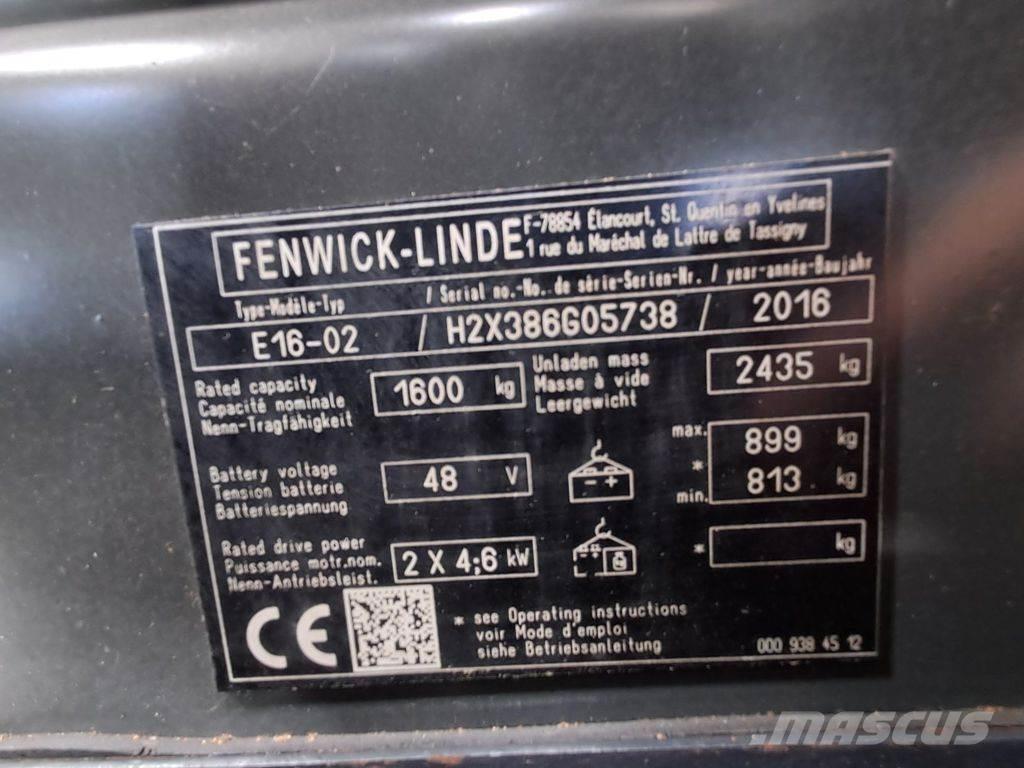 FENWICK-LINDE
F-78854 Élancourt, St. Quentin en Yvelines
1 rue du Maréchal de Lattre de Tassigny
Type-Modèle-Typ / Serial no.-No. de série-Serien-Nr. / year-année-Baujahr
E16-02 / H2X386G05738 / 2016
Rated capacity
Capacité nominale
Nenn-Tragfähigkeit
1600 kg
Unladen mass
Masse à vide
Leergewicht
2435 kg
Battery voltage
Tension batterie
Batteriespannung
48 V
- +
max. 899 kg
*
min. 813 kg
Rated drive power
Puissance motr.nom.
Nenn-Antriebsleist.
2 X 4;6 kW
* kg
CE
* see Operating instructions
voir Mode d'emploi
siehe Betriebsanleitung
000 938 45 12
MASCUS